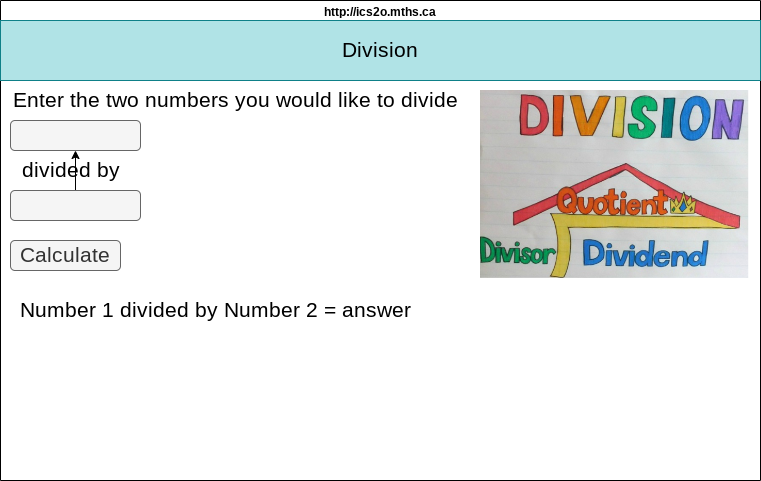 http://ics2o.mths.ca
Division
Enter the two numbers you would like to divide
divided by
Calculate
Number 1 divided by Number 2 = answer
DIVISION
Quotient
Divisor Dividend